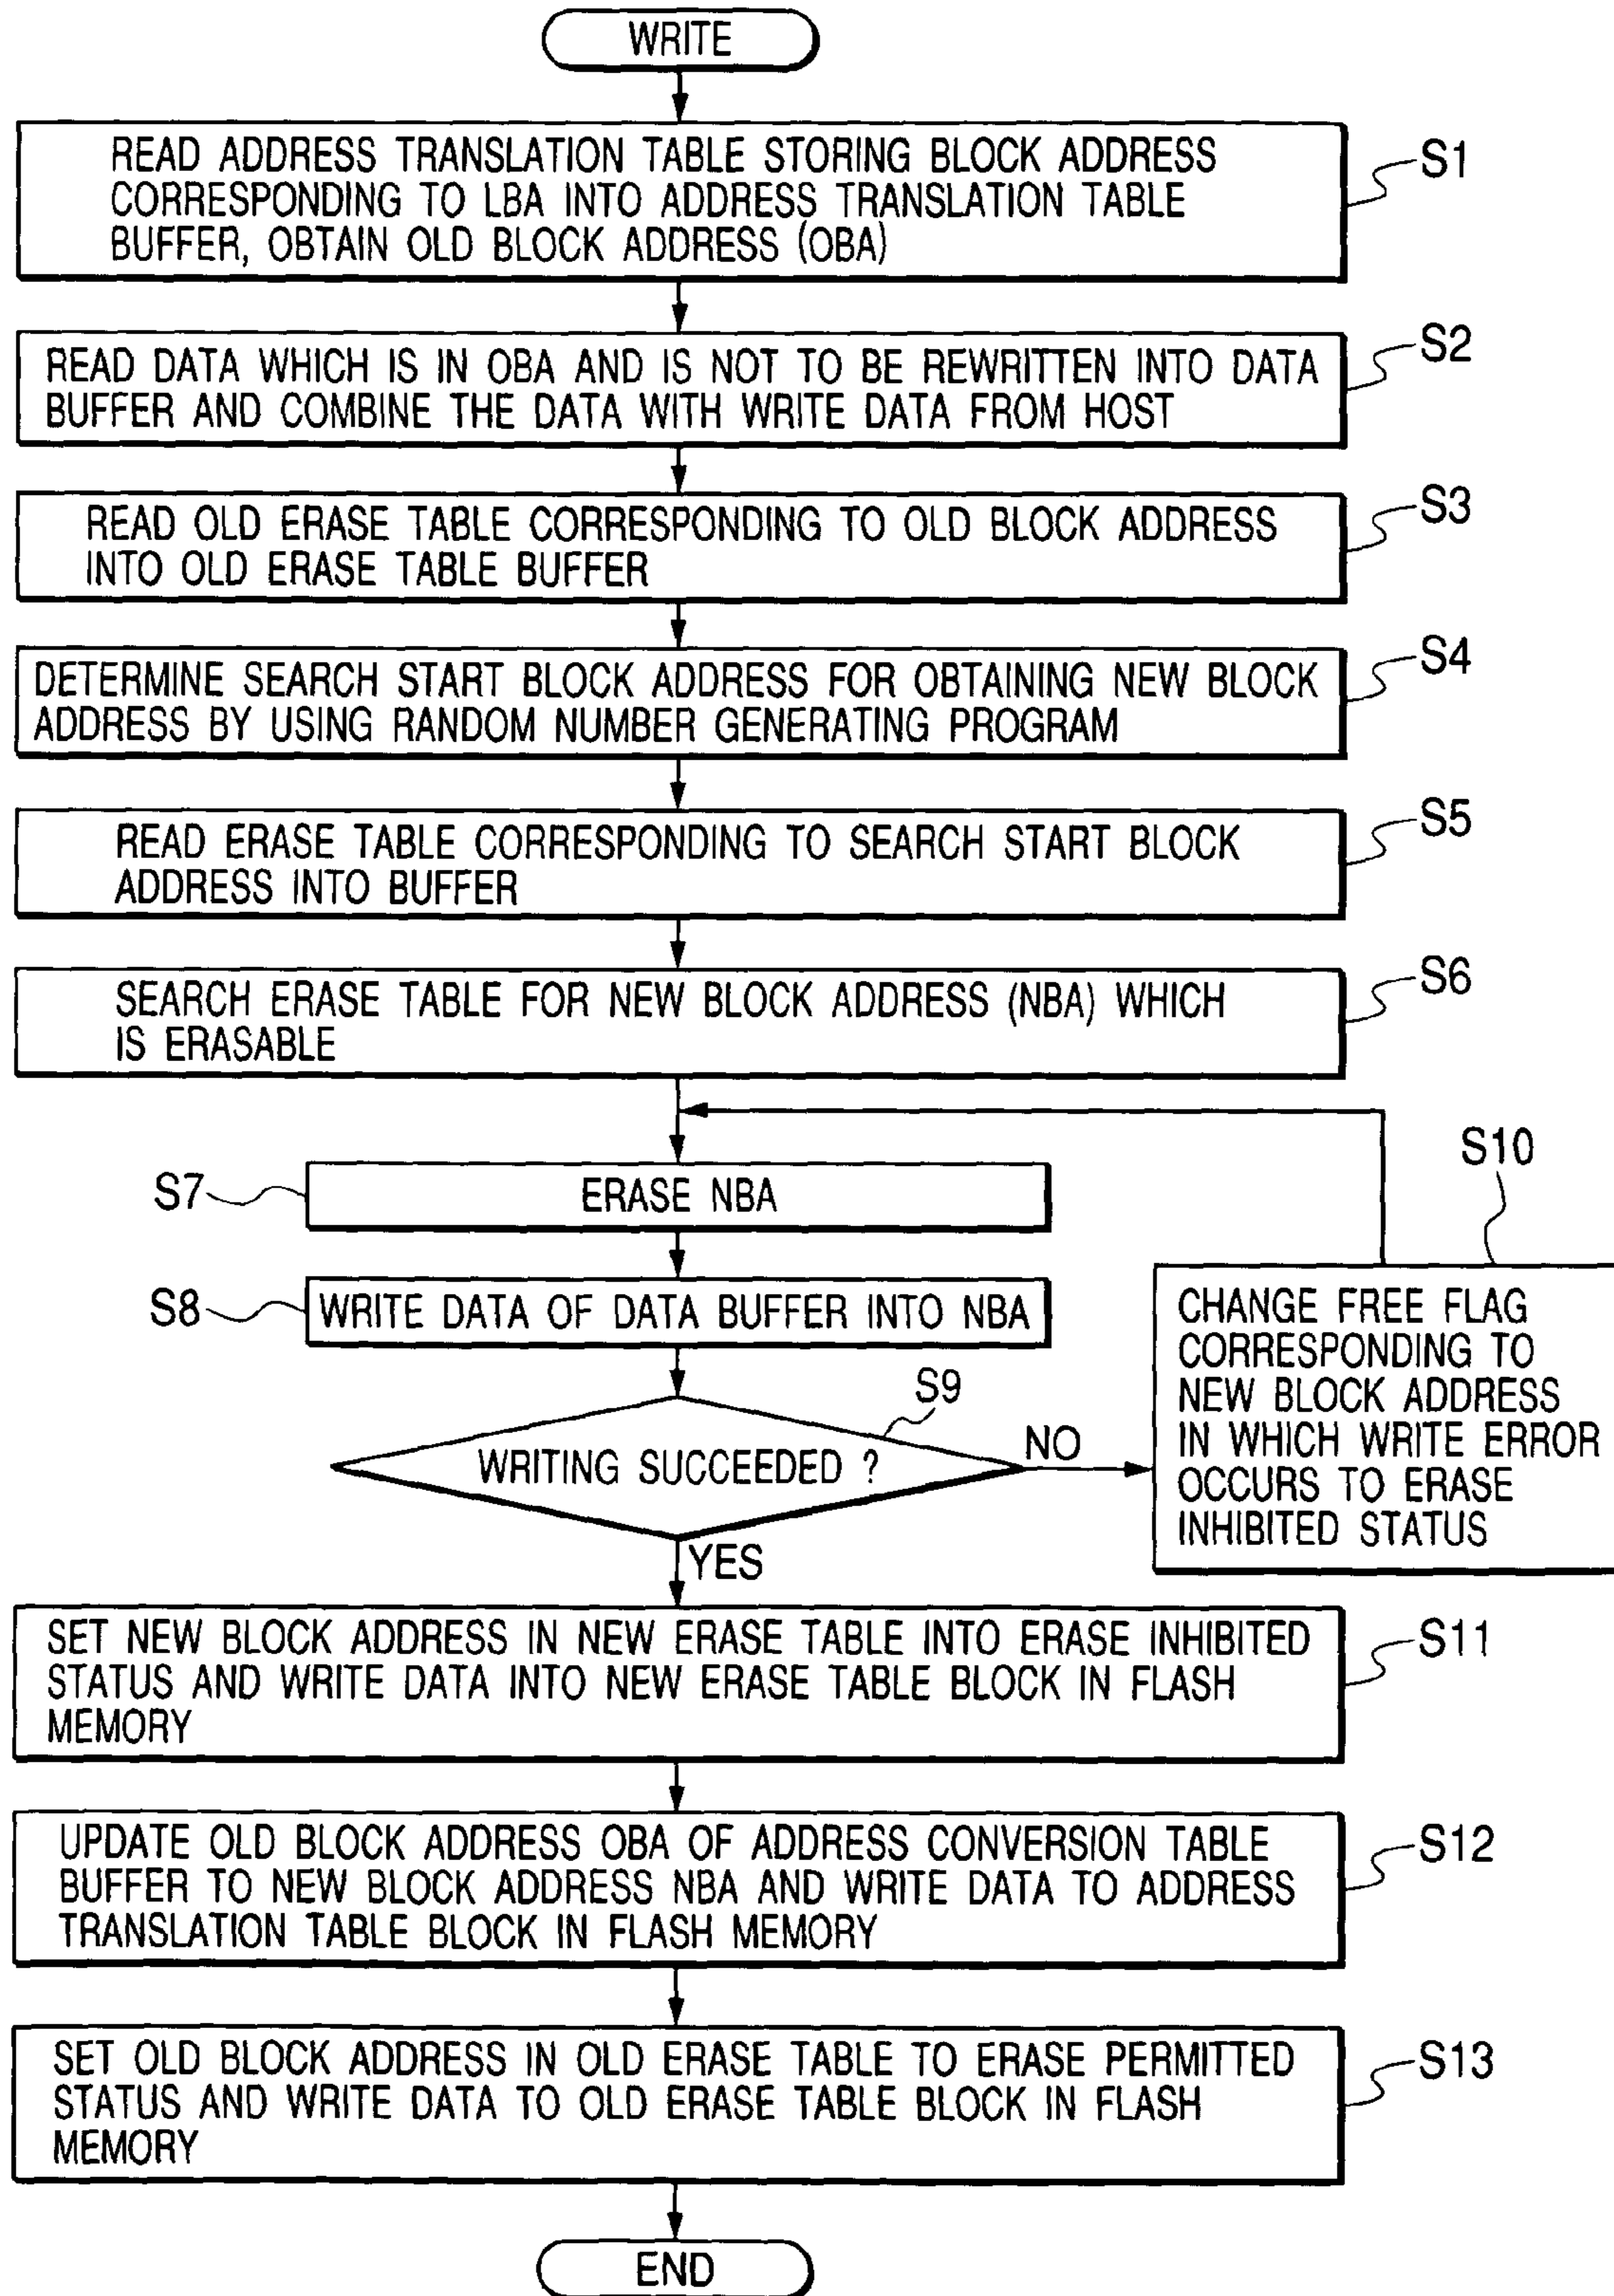 WRITE
READ ADDRESS TRANSLATION TABLE STORING BLOCK ADDRESS
CORRESPONDING TO LBA INTO ADDRESS TRANSLATION TABLE
BUFFER, OBTAIN OLD BLOCK ADDRESS (OBA)
S1
READ DATA WHICH IS IN OBA AND IS NOT TO BE REWRITTEN INTO DATA
BUFFER AND COMBINE THE DATA WITH WRITE DATA FROM HOST
S2
READ OLD ERASE TABLE CORRESPONDING TO OLD BLOCK ADDRESS
INTO OLD ERASE TABLE BUFFER
S3
DETERMINE SEARCH START BLOCK ADDRESS FOR OBTAINING NEW BLOCK
ADDRESS BY USING RANDOM NUMBER GENERATING PROGRAM
S4
READ ERASE TABLE CORRESPONDING TO SEARCH START BLOCK
ADDRESS INTO BUFFER
S5
SEARCH ERASE TABLE FOR NEW BLOCK ADDRESS (NBA) WHICH
IS ERASABLE
S6
S7
ERASE NBA
S8
WRITE DATA OF DATA BUFFER INTO NBA
S9
WRITING SUCCEEDED ?
NO
YES
S10
CHANGE FREE FLAG
CORRESPONDING TO
NEW BLOCK ADDRESS
IN WHICH WRITE ERROR
OCCURS TO ERASE
INHIBITED STATUS
SET NEW BLOCK ADDRESS IN NEW ERASE TABLE INTO ERASE INHIBITED
STATUS AND WRITE DATA INTO NEW ERASE TABLE BLOCK IN FLASH
MEMORY
S11
UPDATE OLD BLOCK ADDRESS OBA OF ADDRESS CONVERSION TABLE
BUFFER TO NEW BLOCK ADDRESS NBA AND WRITE DATA TO ADDRESS
TRANSLATION TABLE BLOCK IN FLASH MEMORY
S12
SET OLD BLOCK ADDRESS IN OLD ERASE TABLE TO ERASE PERMITTED
STATUS AND WRITE DATA TO OLD ERASE TABLE BLOCK IN FLASH
MEMORY
S13
END